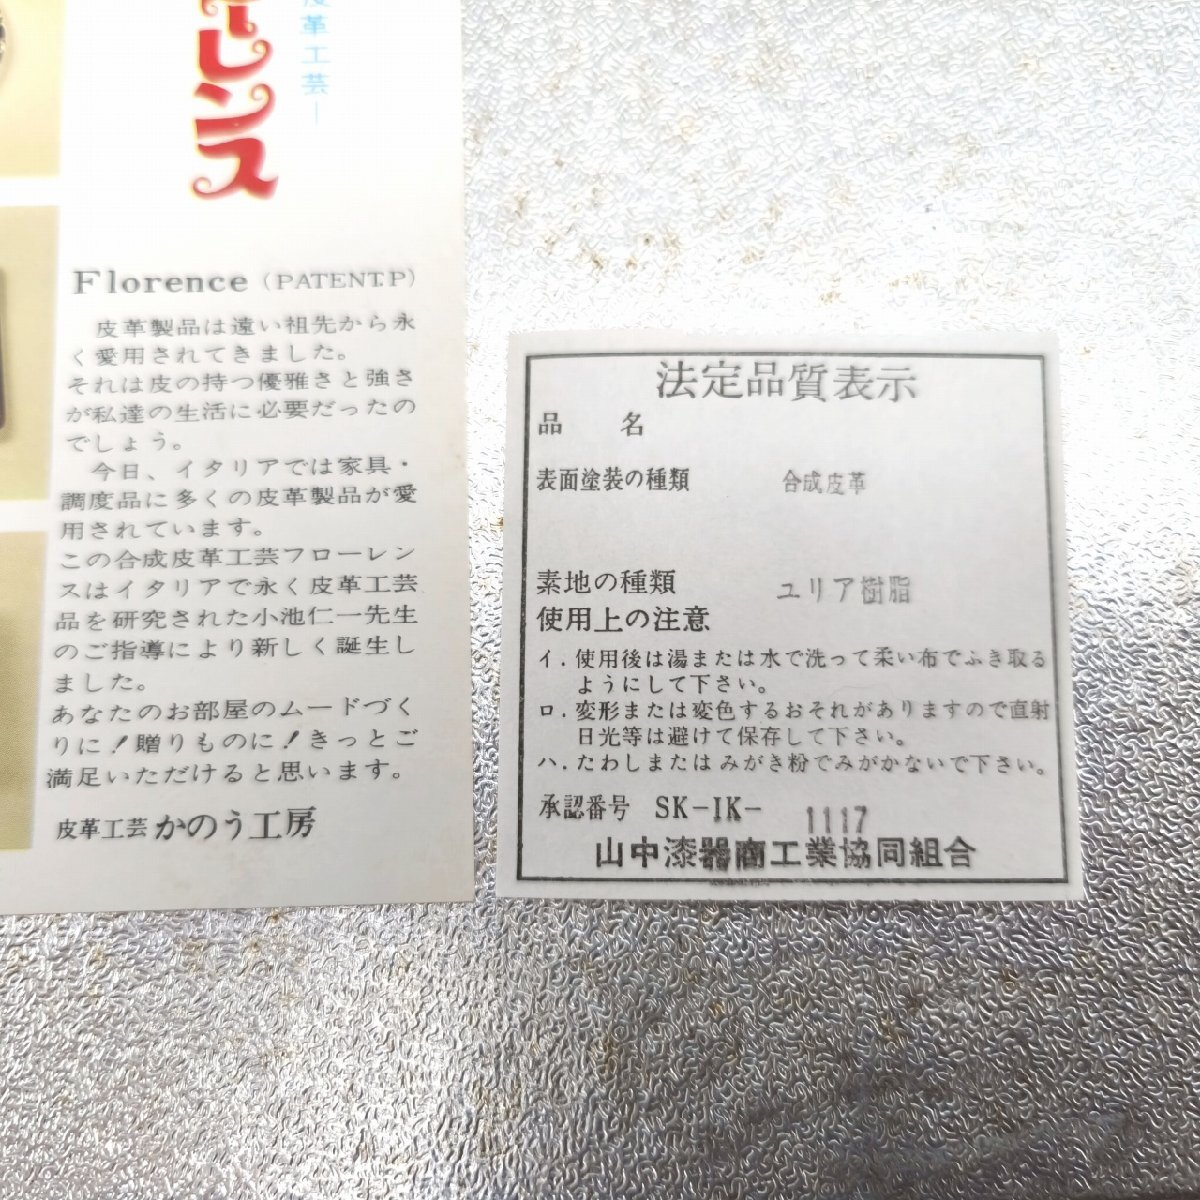 皮革工芸ー
ーレンス
Florence (PATENT.P)
皮革製品は遠い祖先から永
く愛用されてきました。
それは皮の持つ優雅さと強さ
が私達の生活に必要だったの
でしょう。
今日、イタリアでは家具・
調度品に多くの皮革製品が愛
用されています。
この合成皮革工芸フローレン
スはイタリアで永く皮革工芸
品を研究された小池仁一先生
のご指導により新しく誕生し
ました。
あなたのお部屋のムードづく
りに！贈りものに！きっとご
満足いただけると思います。
皮革工芸 かのう工房
法定品質表示
品 名
表面塗装の種類 合成皮革
素地の種類 ユリア樹脂
使用上の注意
イ. 使用後は湯または水で洗って柔い布でふき取る
ようにして下さい。
ロ. 変形または変色するおそれがありますので直射
日光等は避けて保存して下さい。
ハ. たわしまたはみがき粉でみがかないで下さい。
承認番号 SK-IK-1117
山中漆器商工業協同組合